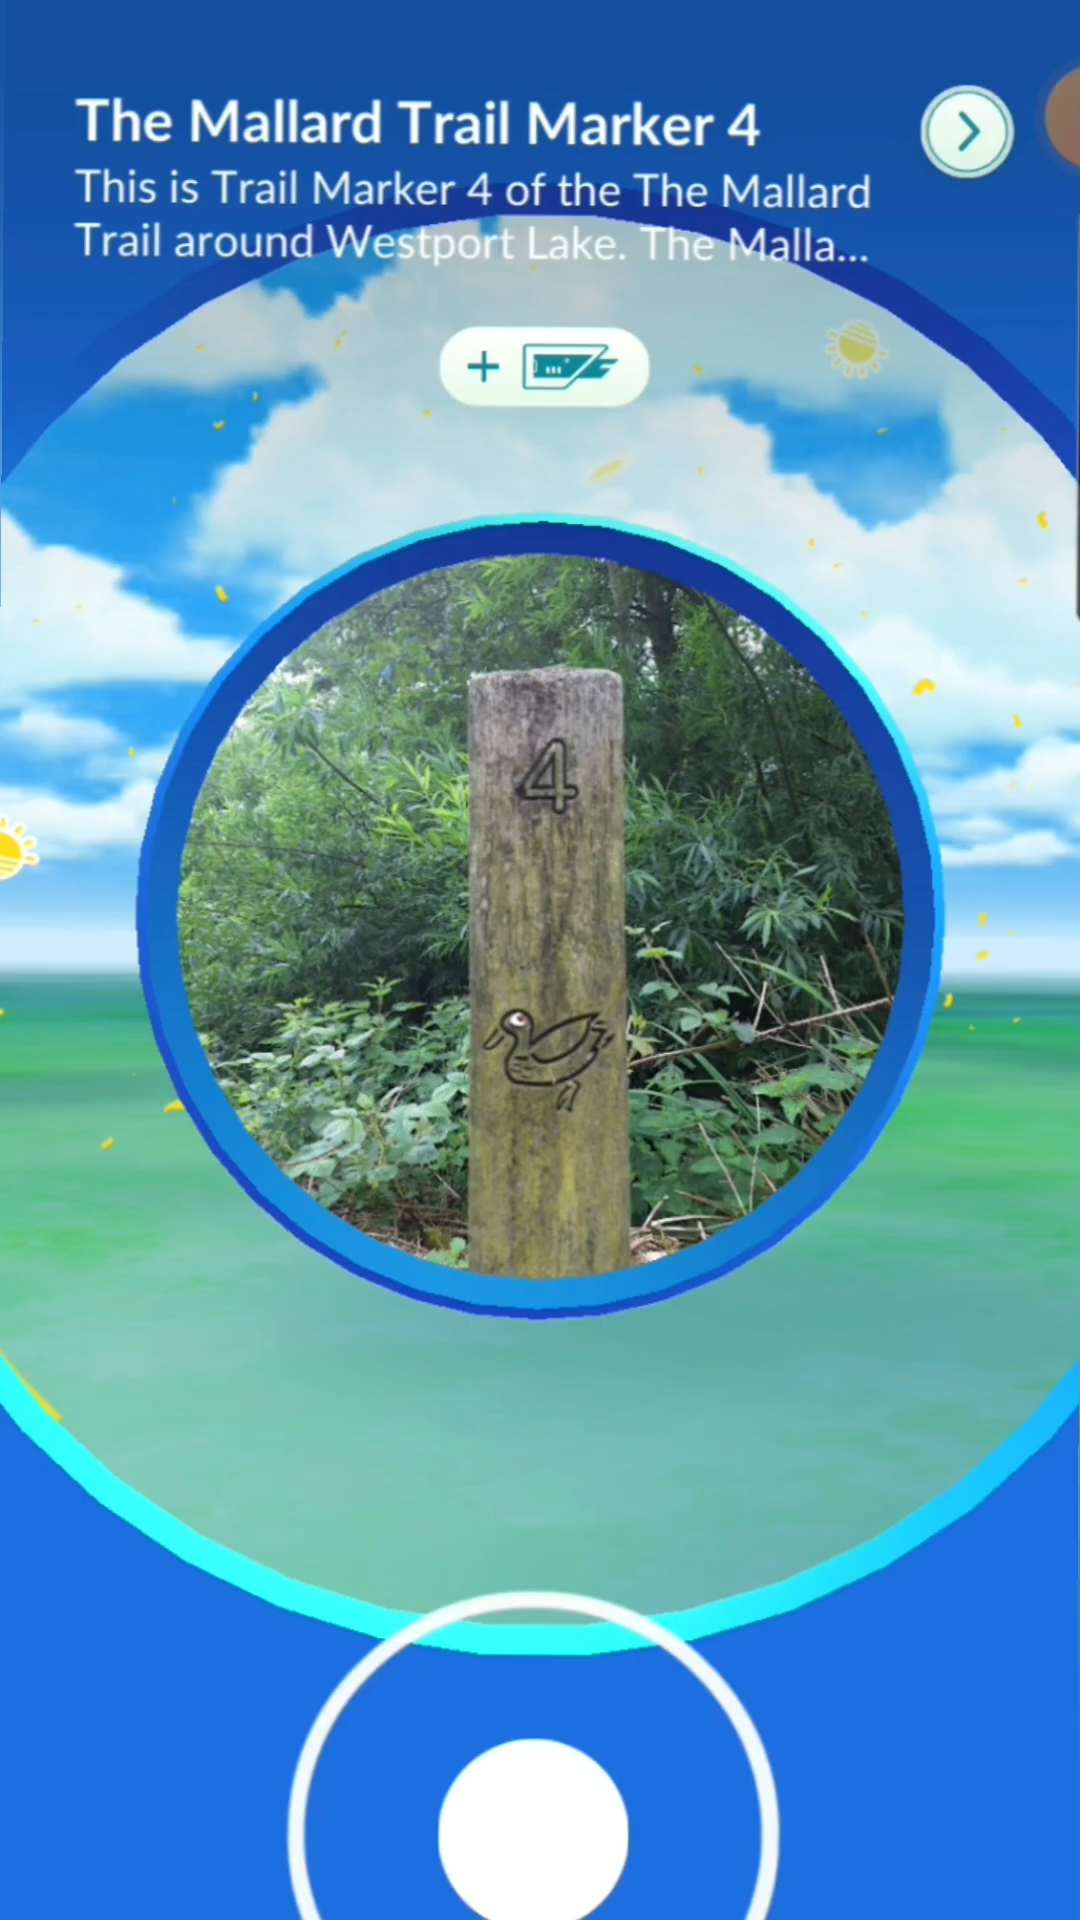 The Mallard Trail Marker 4
This is Trail Marker 4 of the The Mallard
Trail around Westport Lake. The Malla...
4